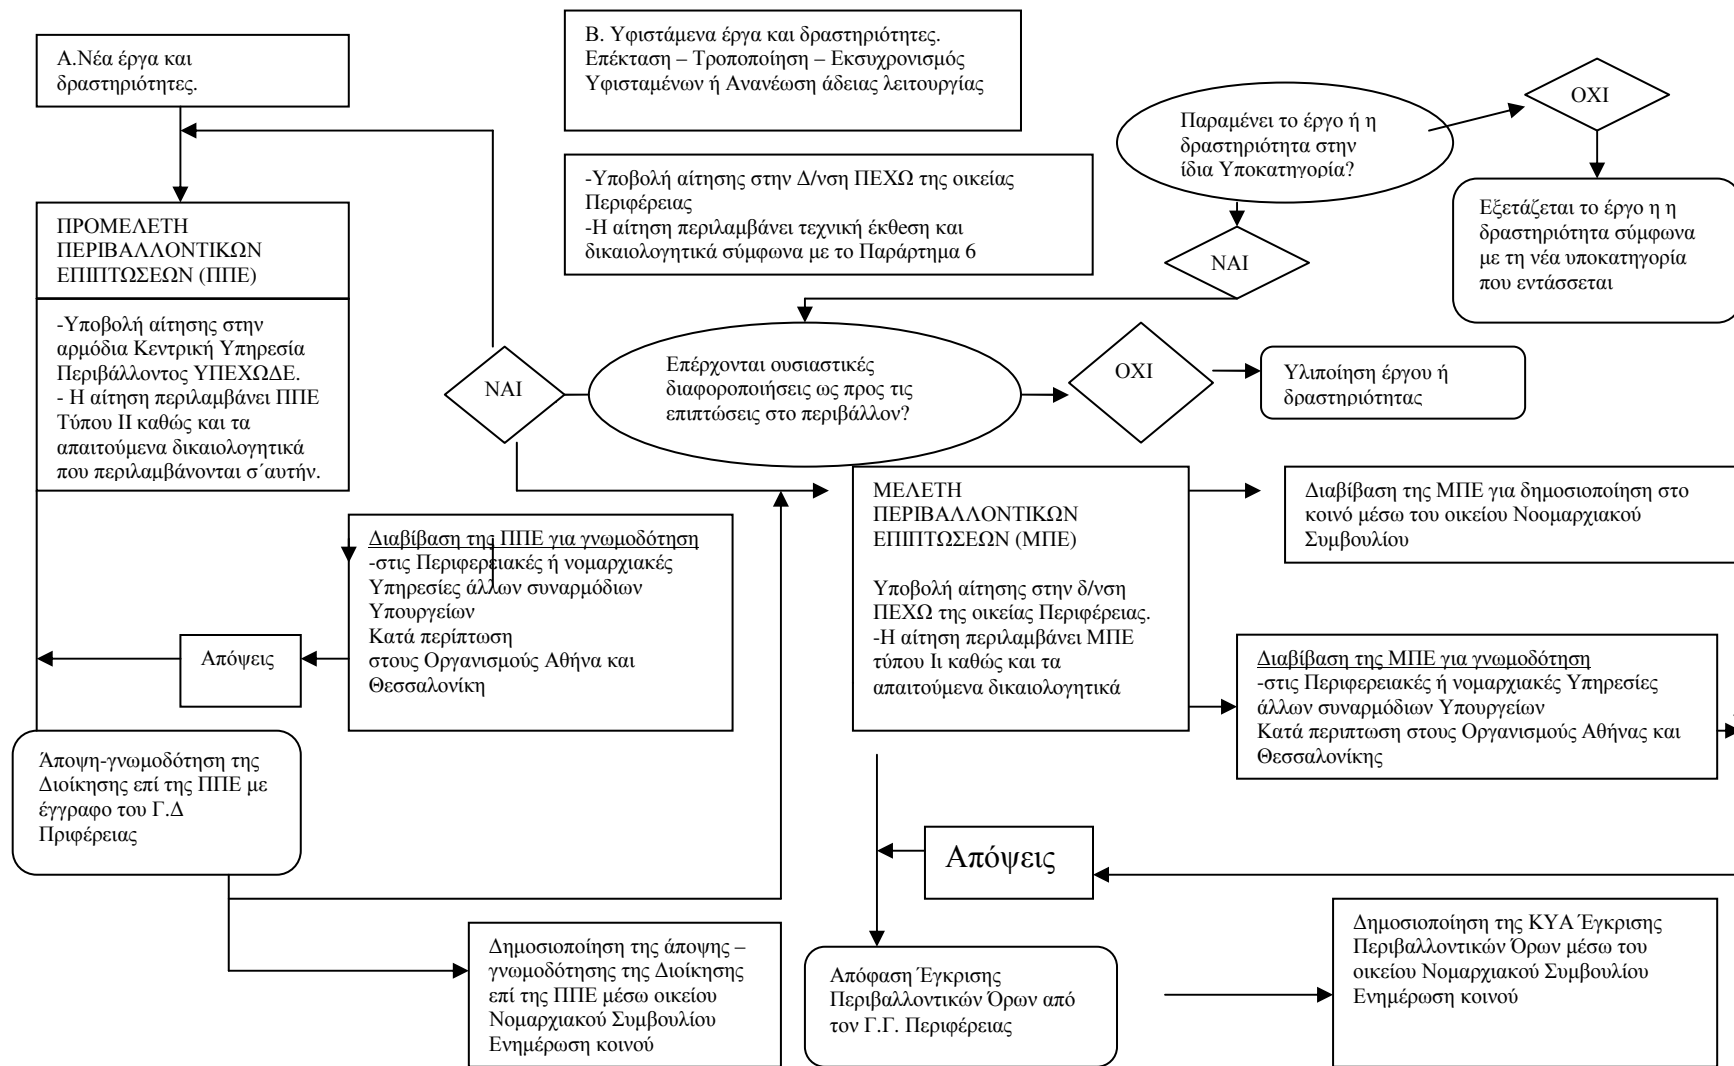 Α.Νέα έργα και
δραστηριότητες.
Β. Υφιστάμενα έργα και δραστηριότητες.
Επέκταση – Τροποποίηση – Εκσυχρονισμός
Υφισταμένων ή Ανανέωση άδειας λειτουργίας
-Υποβολή αίτησης στην Δ/νση ΠΕΧΩ της οικείας
Περιφέρειας
-Η αίτηση περιλαμβάνει τεχνική έκθεση και
δικαιολογητικά σύμφωνα με το Παράρτημα 6
Παραμένει το έργο ή η
δραστηριότητα στην
ίδια Υποκατηγορία?
ΟΧΙ
Εξετάζεται το έργο η η
δραστηριότητα σύμφωνα
με τη νέα υποκατηγορία
που εντάσσεται
ΝΑΙ
ΠΡΟΜΕΛΕΤΗ
ΠΕΡΙΒΑΛΛΟΝΤΙΚΩΝ
ΕΠΙΠΤΩΣΕΩΝ (ΠΠΕ)
-Υποβολή αίτησης στην
αρμόδια Κεντρική Υπηρεσία
Περιβάλλοντος ΥΠΕΧΩΔΕ.
- Η αίτηση περιλαμβάνει ΠΠΕ
Τύπου ΙΙ καθώς και τα
απαιτούμενα δικαιολογητικά
που περιλαμβάνονται σ΄αυτήν.
ΝΑΙ
Επέρχονται ουσιαστικές
διαφοροποιήσεις ως προς τις
επιπτώσεις στο περιβάλλον?
ΟΧΙ
Υλιποίηση έργου ή
δραστηριότητας
Διαβίβαση της ΠΠΕ για γνωμοδότηση
-στις Περιφερειακές ή νομαρχιακές
Υπηρεσίες άλλων συναρμόδιων
Υπουργείων
Κατά περίπτωση
στους Οργανισμούς Αθήνα και
Θεσσαλονίκη
Απόψεις
Άποψη-γνωμοδότηση της
Διοίκησης επί της ΠΠΕ με
έγγραφο του Γ.Δ
Πριφέρειας
ΜΕΛΕΤΗ
ΠΕΡΙΒΑΛΛΟΝΤΙΚΩΝ
ΕΠΙΠΤΩΣΕΩΝ (ΜΠΕ)
Υποβολή αίτησης στην δ/νση
ΠΕΧΩ της οικείας Περιφέρειας.
-Η αίτηση περιλαμβάνει ΜΠΕ
τύπου Ιι καθώς και τα
απαιτούμενα δικαιολογητικά
Διαβίβαση της ΜΠΕ για δημοσιοποίηση στο
κοινό μέσω του οικείου Νοομαρχιακού
Συμβουλίου
Διαβίβαση της ΜΠΕ για γνωμοδότηση
-στις Περιφερειακές ή νομαρχιακές Υπηρεσίες
άλλων συναρμόδιων Υπουργείων
Κατά περιπτωση στους Οργανισμούς Αθήνας και
Θεσσαλονίκης
Απόψεις
Δημοσιοποίηση της άποψης –
γνωμοδότησης της Διοίκησης
επί της ΠΠΕ μέσω οικείου
Νομαρχιακού Συμβουλίου
Ενημέρωση κοινού
Απόφαση Έγκρισης
Περιβαλλοντικών Όρων από
τον Γ.Γ. Περιφέρειας
Δημοσιοποίηση της ΚΥΑ Έγκρισης
Περιβαλλοντικών Όρων μέσω του
οικείου Νομαρχιακού Συμβουλίου
Ενημέρωση κοινού